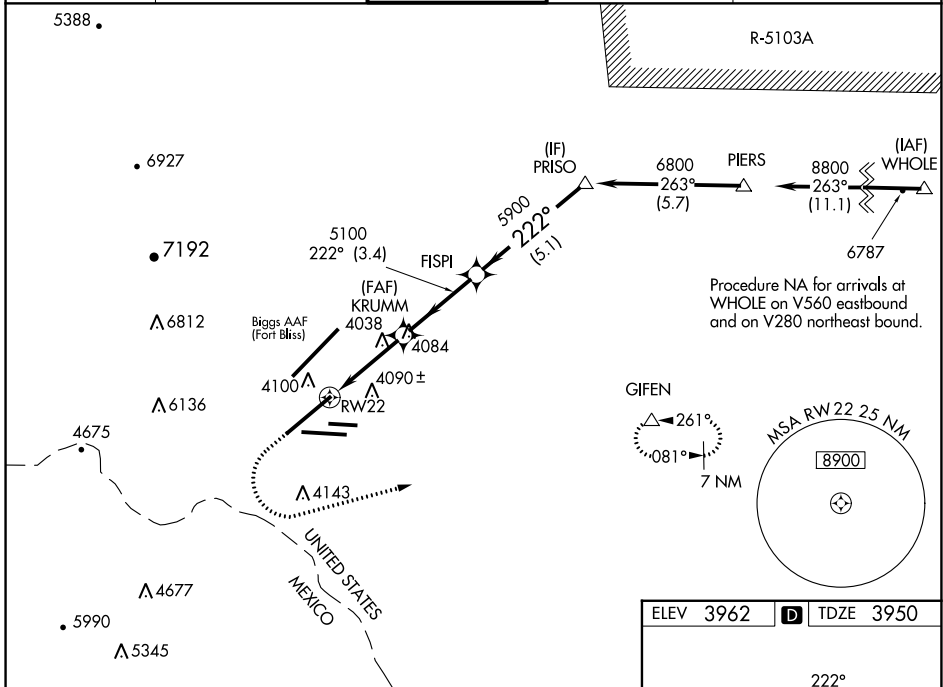 5388
R-5103A
6927
(IF)
PRISO
6800
263°
(5.7)
PIERS
8800
263°
(11.1)
(IAF)
WHOLE
6787
5900
222°
(5.1)
5100
222° (3.4)
FISPI
7192
(FAF)
KRUMM
Procedure NA for arrivals at
WHOLE on V560 eastbound
and on V280 northeast bound.
6812
Biggs AAF
(Fort Bliss)
4038
4084
4100
4090±
6136
RW22
GIFEN
261°
081°
7 NM
MSA RW 22 25 NM
8900
4675
4143
UNITED STATES
MEXICO
4677
5990
5345
ELEV 3962 D TDZE 3950
222°